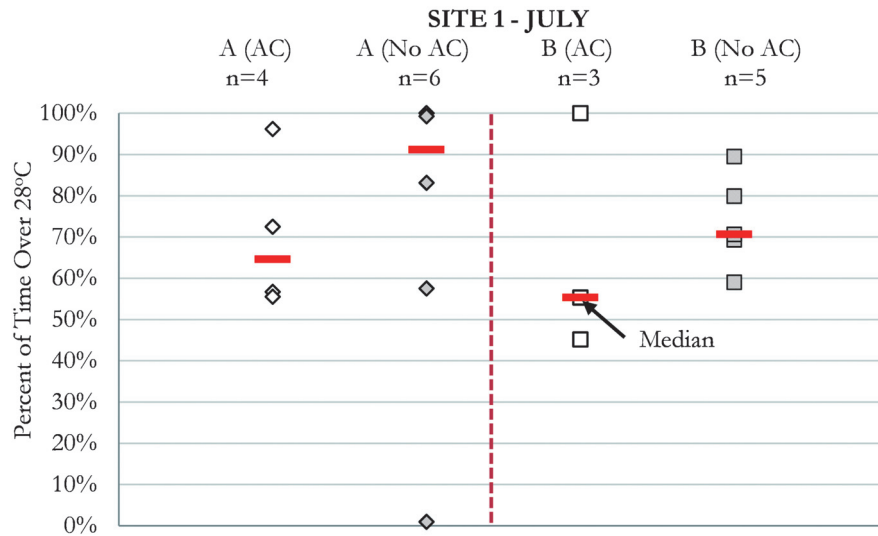 SITE 1 - JULY
A (AC)
n=4
A (No AC)
n=6
B (AC)
n=3
B (No AC)
n=5
Percent of Time Over 28°C
100%
90%
80%
70%
60%
50%
40%
30%
20%
10%
0%
Median